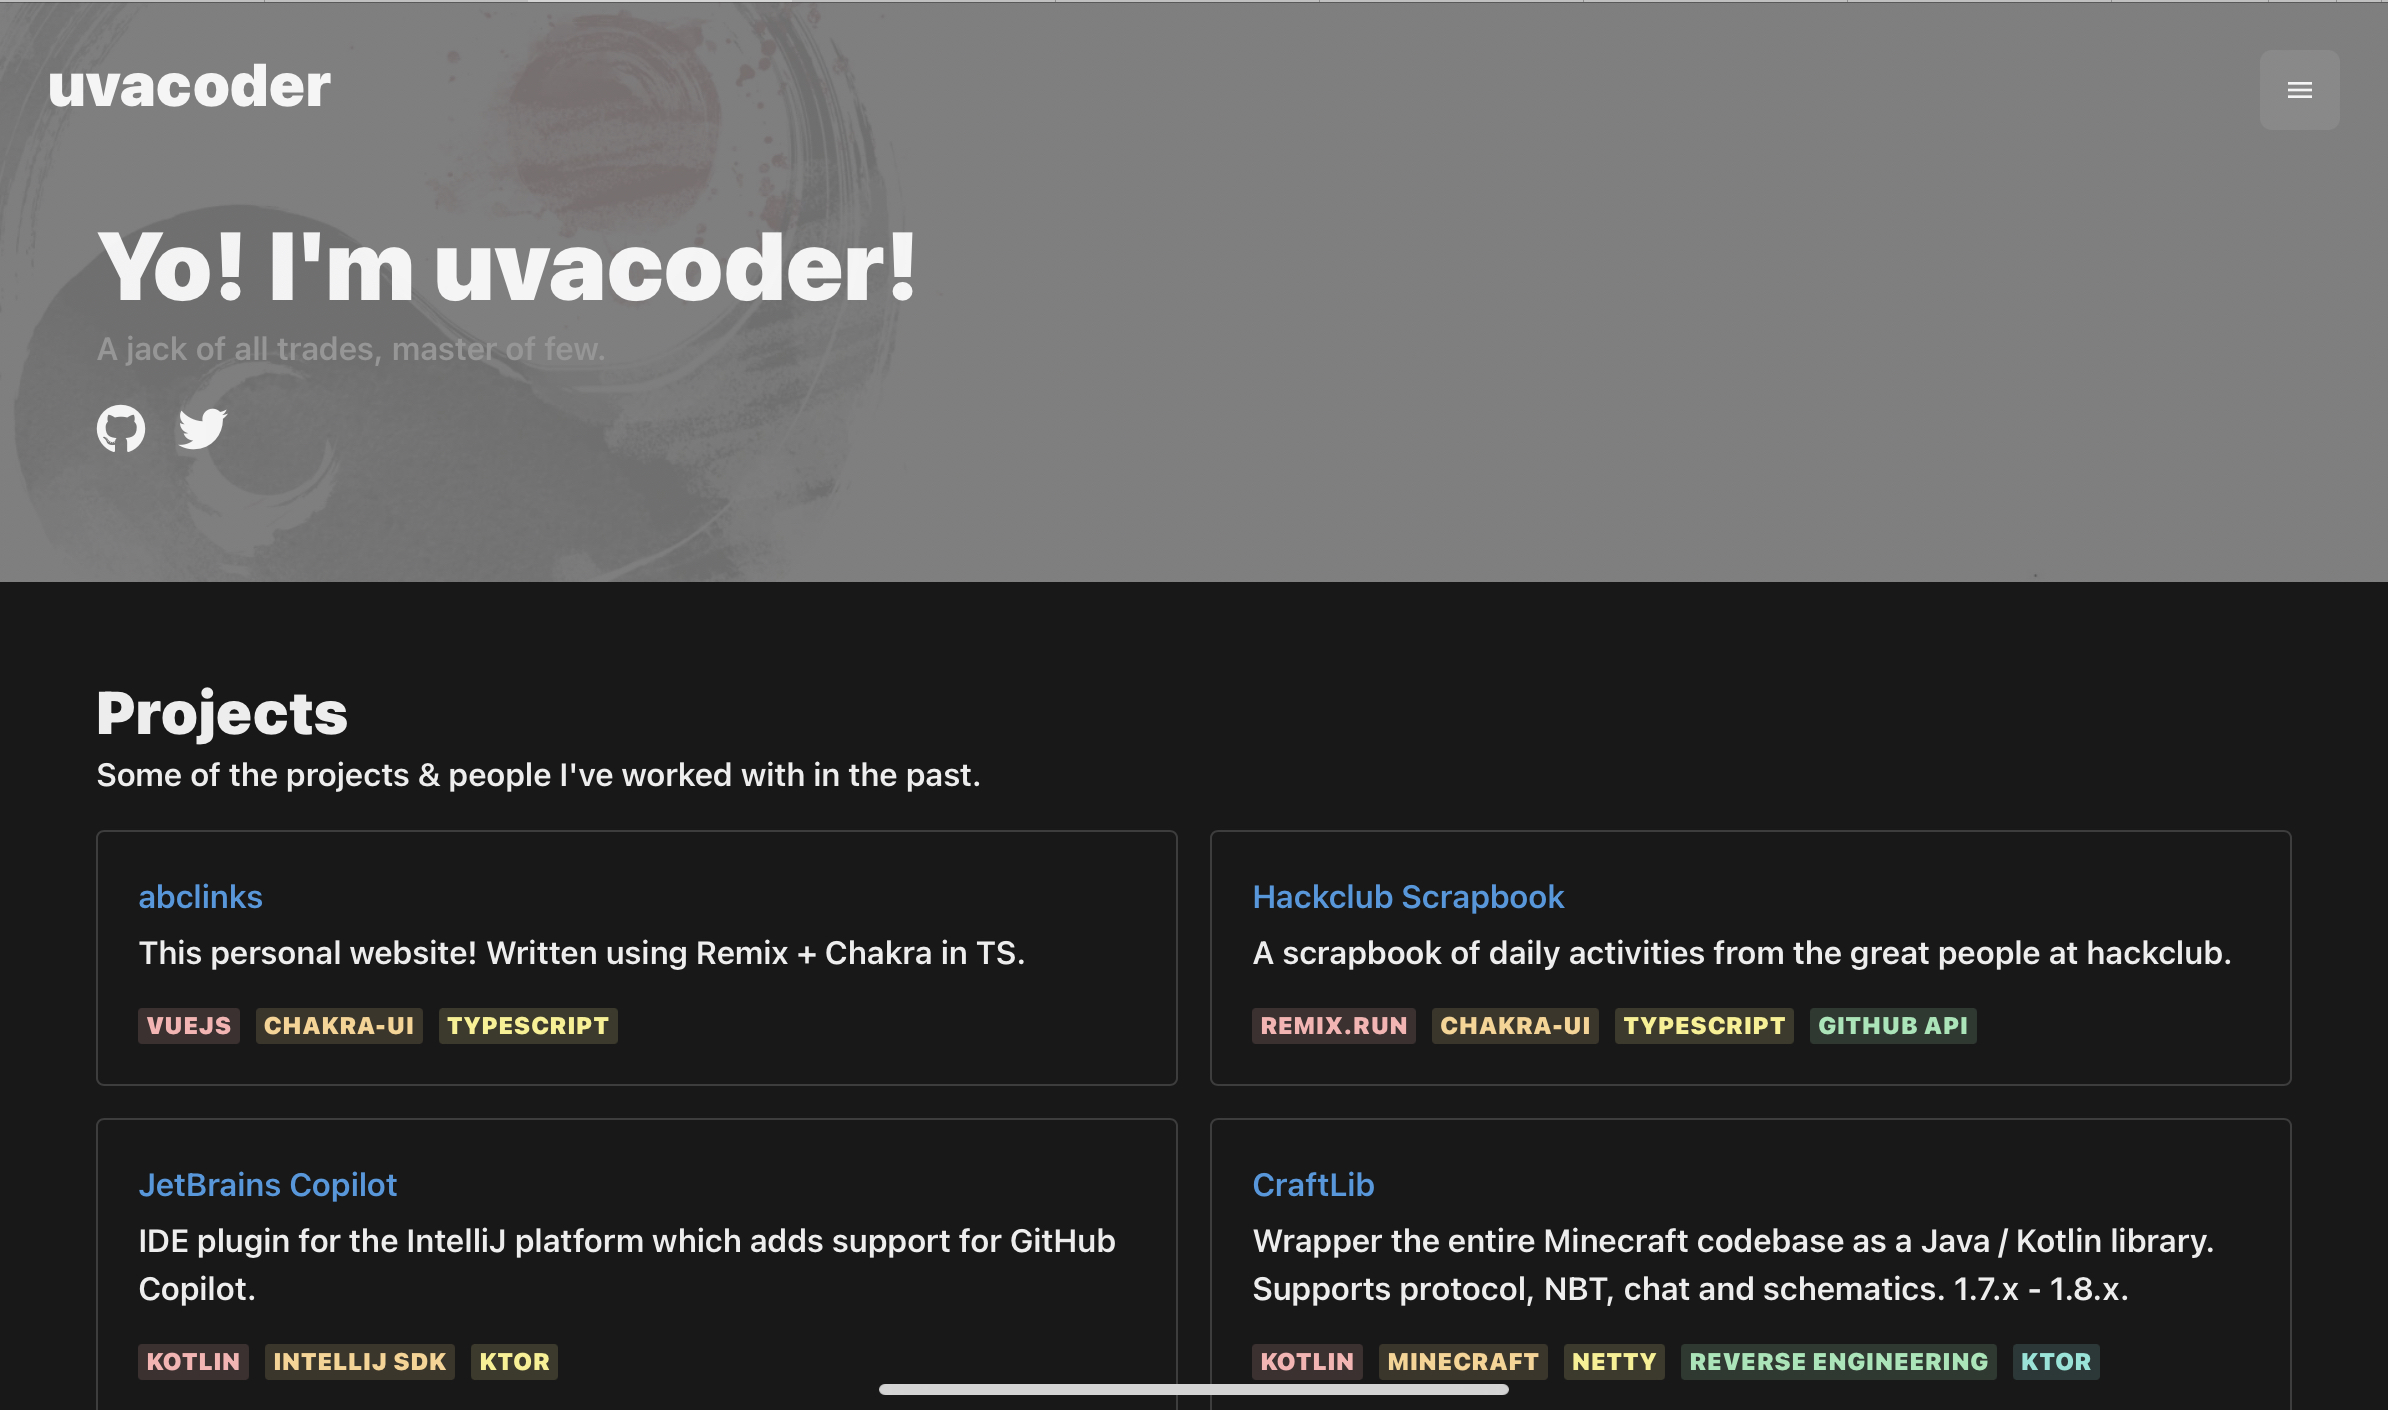 uvacoder
Yo! I'm uvacoder!
A jack of all trades, master of few.
Projects
Some of the projects & people I've worked with in the past.
abclinks
This personal website! Written using Remix + Chakra in TS.
VUEJS CHAKRA-UI TYPESCRIPT
Hackclub Scrapbook
A scrapbook of daily activities from the great people at hackclub.
REMIX.RUN CHAKRA-UI TYPESCRIPT GITHUB API
JetBrains Copilot
IDE plugin for the IntelliJ platform which adds support for GitHub
Copilot.
KOTLIN INTELLIJ SDK KTOR
CraftLib
Wrapper the entire Minecraft codebase as a Java / Kotlin library.
Supports protocol, NBT, chat and schematics. 1.7.x - 1.8.x.
KOTLIN MINECRAFT NETTY REVERSE ENGINEERING KTOR